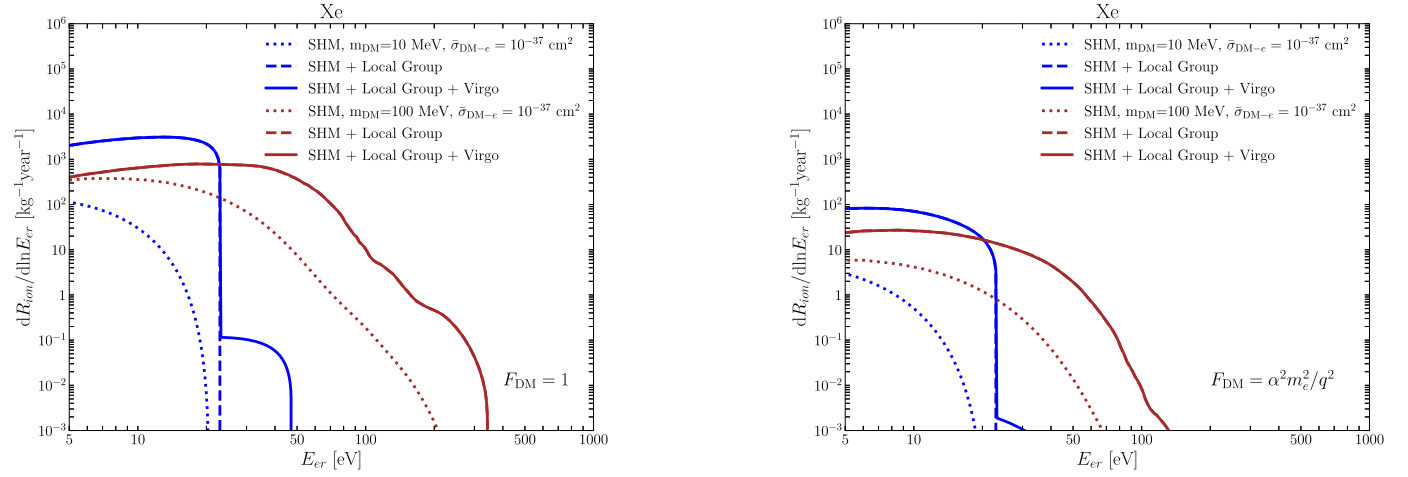 Xe
10^6
10^5
10^4
10^3
10^2
10
1
10^−1
10^−2
10^−3
dR_ion/dlnE_er [kg^−1year^−1]
SHM, m_DM=10 MeV, σ̄_DM−e = 10^−37 cm^2
SHM + Local Group
SHM + Local Group + Virgo
SHM, m_DM=100 MeV, σ̄_DM−e = 10^−37 cm^2
SHM + Local Group
SHM + Local Group + Virgo
F_DM = 1
5 10 50 100 500 1000
E_er [eV]
Xe
10^6
10^5
10^4
10^3
10^2
10
1
10^−1
10^−2
10^−3
dR_ion/dlnE_er [kg^−1year^−1]
SHM, m_DM=10 MeV, σ̄_DM−e = 10^−37 cm^2
SHM + Local Group
SHM + Local Group + Virgo
SHM, m_DM=100 MeV, σ̄_DM−e = 10^−37 cm^2
SHM + Local Group
SHM + Local Group + Virgo
F_DM = α^2m_e^2/q^2
5 10 50 100 500 1000
E_er [eV]